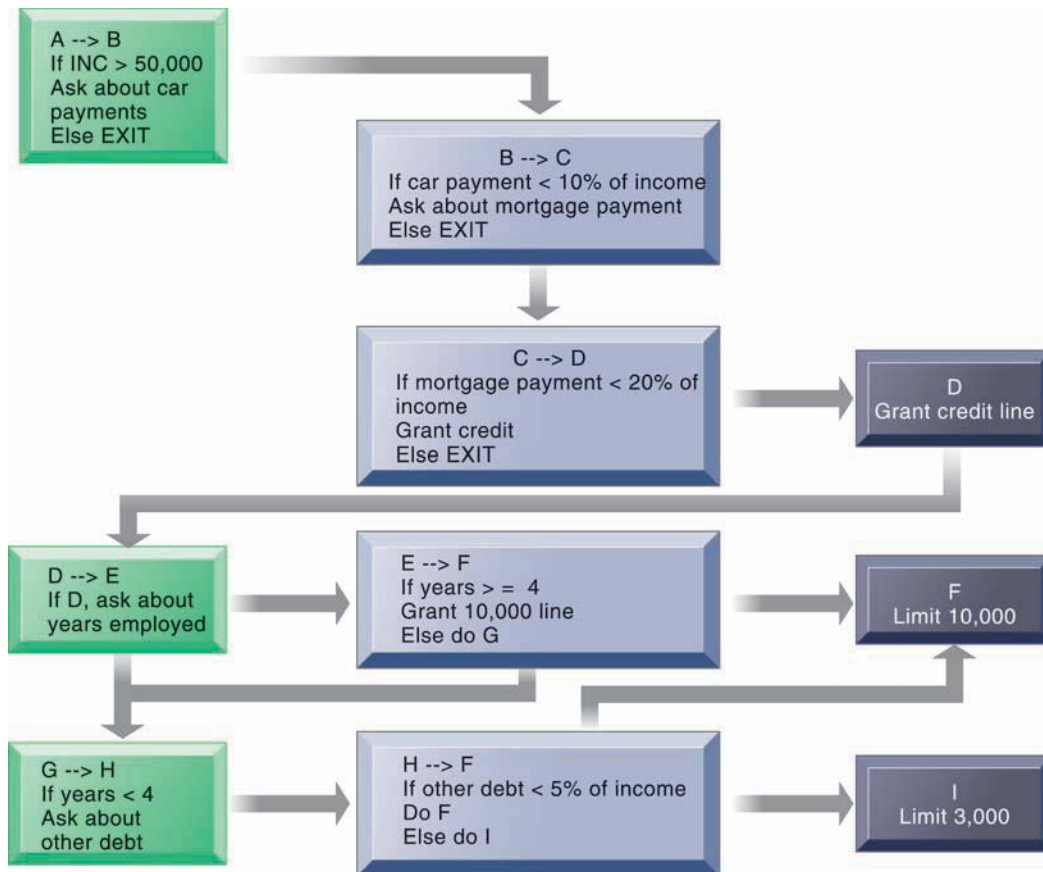 A --> B
If INC > 50,000
Ask about car
payments
Else EXIT
B --> C
If car payment < 10% of income
Ask about mortgage payment
Else EXIT
C --> D
If mortgage payment < 20% of
income
Grant credit
Else EXIT
D
Grant credit line
D --> E
If D, ask about
years employed
E --> F
If years > = 4
Grant 10,000 line
Else do G
F
Limit 10,000
G --> H
If years < 4
Ask about
other debt
H --> F
If other debt < 5% of income
Do F
Else do I
I
Limit 3,000